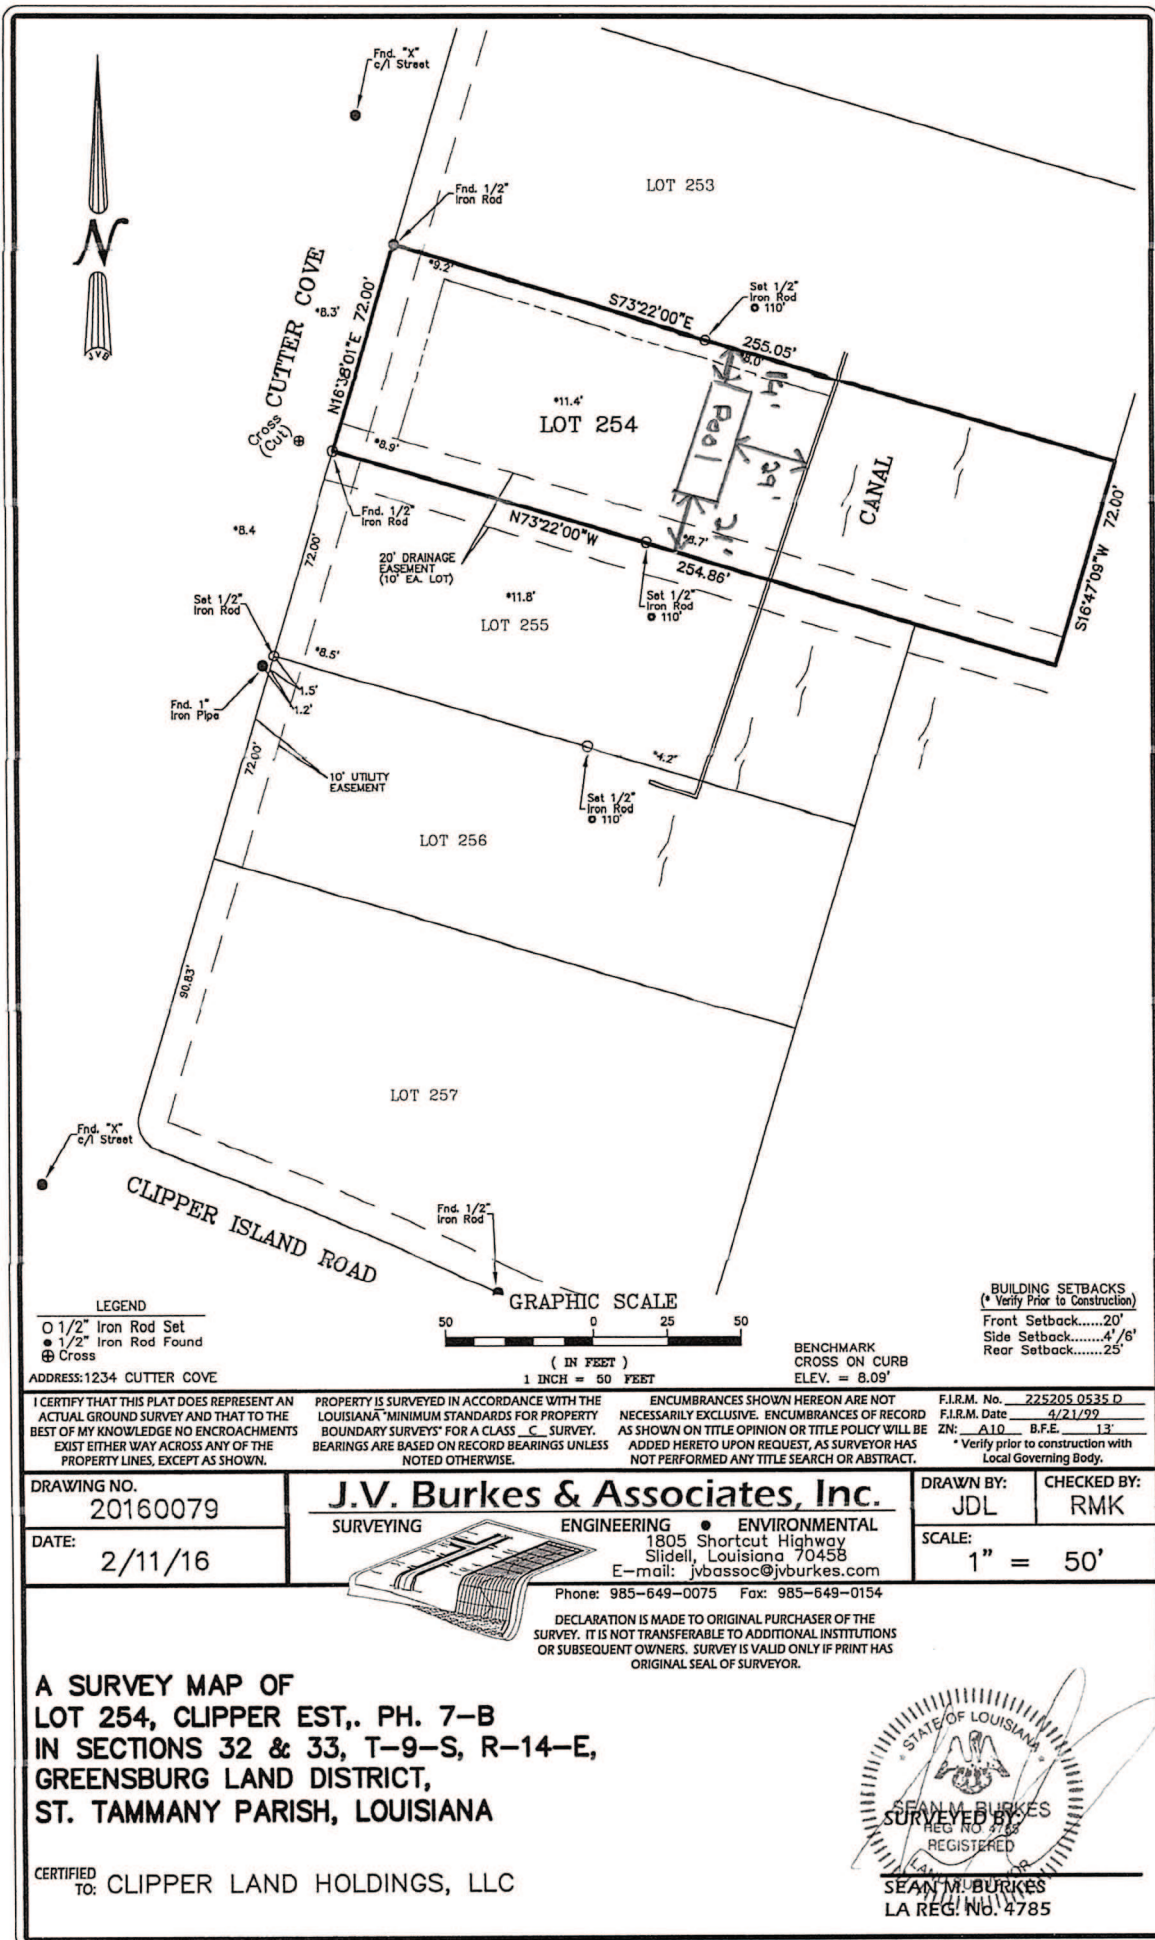 Fnd. "X"
c/l Street
LOT 253
Fnd. 1/2"
Iron Rod
N
JVB
CUTTER COVE
*8.3'
N16°38'01"E 72.00'
*9.2'
S73°22'00"E
Set 1/2"
Iron Rod
@ 110'
255.05'
*8.0'
14'
*11.4'
LOT 254
Pool
29'
21'
CANAL
Cross
(Cut)
*8.9'
Fnd. 1/2"
Iron Rod
N73°22'00"W
*8.7'
254.86'
S16°47'09"W 72.00'
*8.4
72.00'
20' DRAINAGE
EASEMENT
(10' EA. LOT)
*11.8'
LOT 255
Set 1/2"
Iron Rod
@ 110'
Set 1/2"
Iron Rod
*8.5'
1.5'
1.2'
Fnd. 1"
Iron Pipe
72.00'
10' UTILITY
EASEMENT
*4.2'
Set 1/2"
Iron Rod
@ 110'
LOT 256
90.83'
LOT 257
Fnd. "X"
c/l Street
CLIPPER ISLAND ROAD
Fnd. 1/2"
Iron Rod
LEGEND
1/2" Iron Rod Set
1/2" Iron Rod Found
Cross
ADDRESS: 1234 CUTTER COVE
GRAPHIC SCALE
50 0 25 50
( IN FEET )
1 INCH = 50 FEET
BENCHMARK
CROSS ON CURB
ELEV. = 8.09'
BUILDING SETBACKS
(* Verify Prior to Construction)
Front Setback......20'
Side Setback........4'/6'
Rear Setback........25'
I CERTIFY THAT THIS PLAT DOES REPRESENT AN
ACTUAL GROUND SURVEY AND THAT TO THE
BEST OF MY KNOWLEDGE NO ENCROACHMENTS
EXIST EITHER WAY ACROSS ANY OF THE
PROPERTY LINES, EXCEPT AS SHOWN.
PROPERTY IS SURVEYED IN ACCORDANCE WITH THE
LOUISIANA "MINIMUM STANDARDS FOR PROPERTY
BOUNDARY SURVEYS" FOR A CLASS C SURVEY.
BEARINGS ARE BASED ON RECORD BEARINGS UNLESS
NOTED OTHERWISE.
ENCUMBRANCES SHOWN HEREON ARE NOT
NECESSARILY EXCLUSIVE. ENCUMBRANCES OF RECORD
AS SHOWN ON TITLE OPINION OR TITLE POLICY WILL BE
ADDED HERETO UPON REQUEST, AS SURVEYOR HAS
NOT PERFORMED ANY TITLE SEARCH OR ABSTRACT.
F.I.R.M. No. 225205 0535 D
F.I.R.M. Date 4/21/99
ZN: A10 B.F.E. 13'
* Verify prior to construction with
Local Governing Body.
DRAWING NO.
20160079
DATE:
2/11/16
J.V. Burkes & Associates, Inc.
SURVEYING ENGINEERING ● ENVIRONMENTAL
1805 Shortcut Highway
Slidell, Louisiana 70458
E-mail: jvbassoc@jvburkes.com
Phone: 985-649-0075 Fax: 985-649-0154
DRAWN BY:
JDL
CHECKED BY:
RMK
SCALE:
1" = 50'
DECLARATION IS MADE TO ORIGINAL PURCHASER OF THE
SURVEY. IT IS NOT TRANSFERABLE TO ADDITIONAL INSTITUTIONS
OR SUBSEQUENT OWNERS. SURVEY IS VALID ONLY IF PRINT HAS
ORIGINAL SEAL OF SURVEYOR.
A SURVEY MAP OF
LOT 254, CLIPPER EST,. PH. 7-B
IN SECTIONS 32 & 33, T-9-S, R-14-E,
GREENSBURG LAND DISTRICT,
ST. TAMMANY PARISH, LOUISIANA
CERTIFIED
TO: CLIPPER LAND HOLDINGS, LLC
STATE OF LOUISIANA
SEAN M. BURKES
SURVEYED BY:
REG NO. 4785
REGISTERED
LAND SURVEYOR
SEAN M. BURKES
LA REG. No. 4785